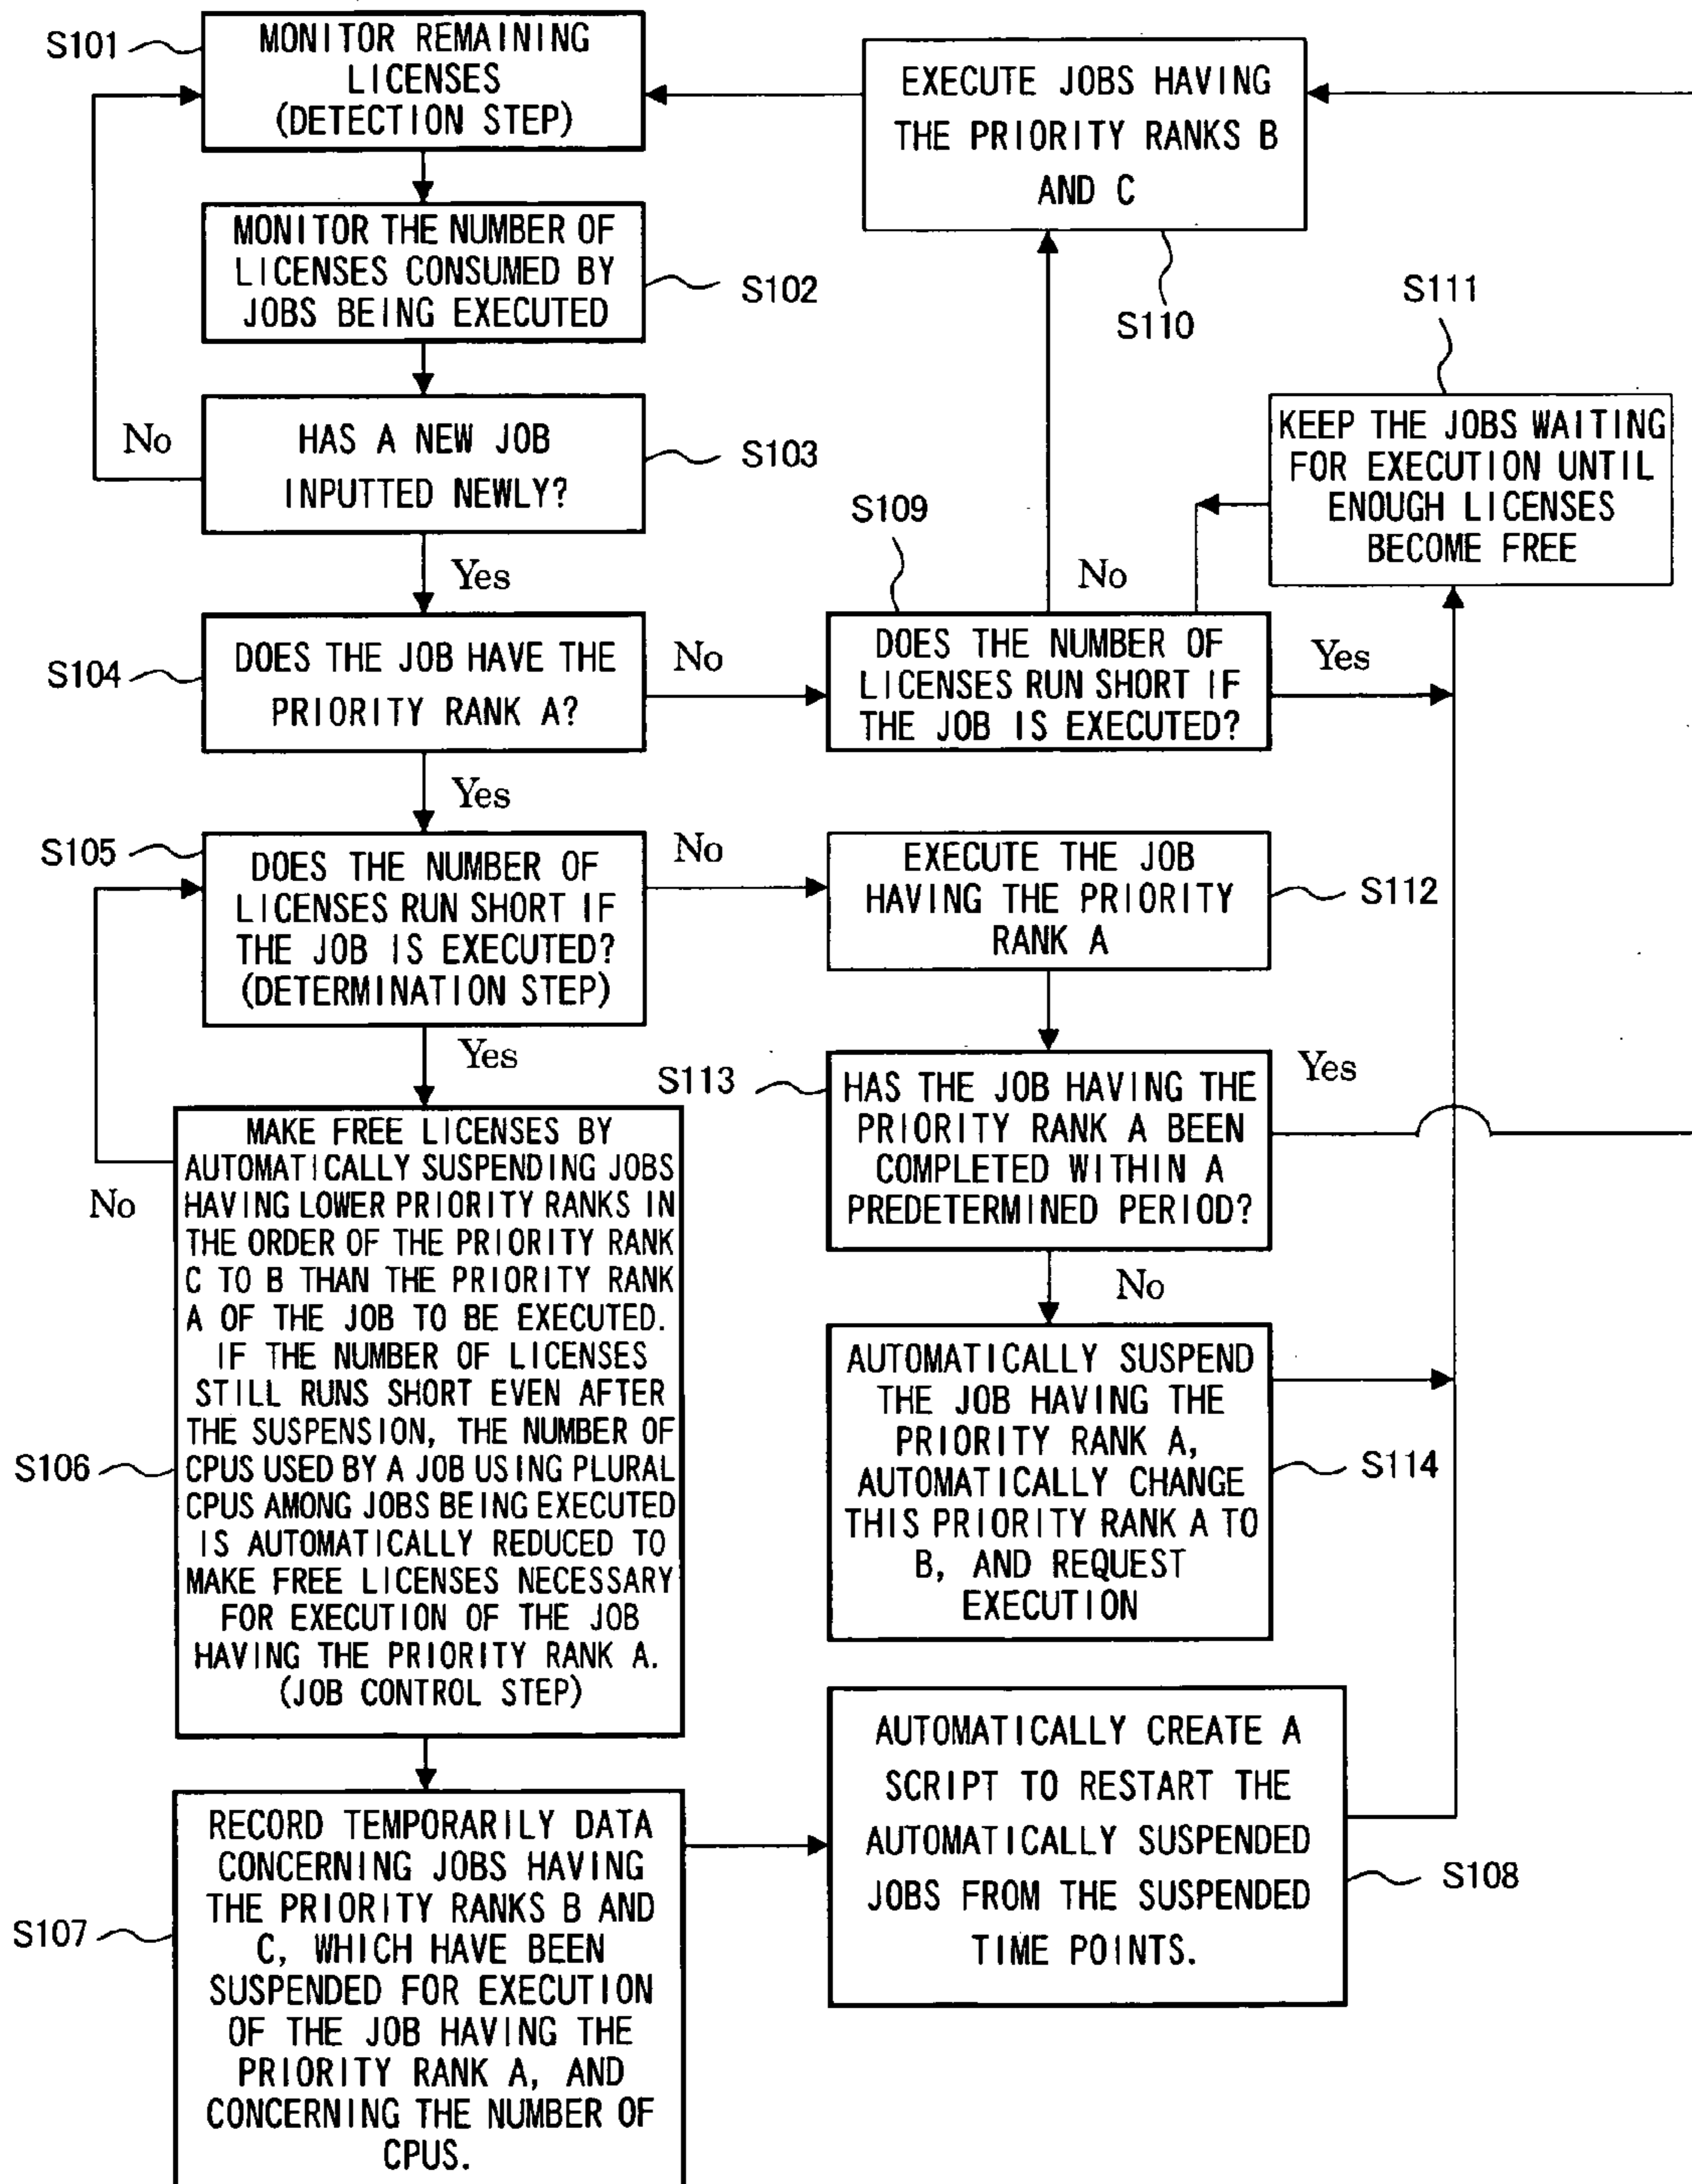 S101
MONITOR REMAINING
LICENSES
(DETECTION STEP)
MONITOR THE NUMBER OF
LICENSES CONSUMED BY
JOBS BEING EXECUTED
S102
No
HAS A NEW JOB
INPUTTED NEWLY?
S103
Yes
S104
DOES THE JOB HAVE THE
PRIORITY RANK A?
No
Yes
S105
DOES THE NUMBER OF
LICENSES RUN SHORT IF
THE JOB IS EXECUTED?
(DETERMINATION STEP)
No
Yes
No
S106
MAKE FREE LICENSES BY
AUTOMATICALLY SUSPENDING JOBS
HAVING LOWER PRIORITY RANKS IN
THE ORDER OF THE PRIORITY RANK
C TO B THAN THE PRIORITY RANK
A OF THE JOB TO BE EXECUTED.
IF THE NUMBER OF LICENSES
STILL RUNS SHORT EVEN AFTER
THE SUSPENSION, THE NUMBER OF
CPUS USED BY A JOB USING PLURAL
CPUS AMONG JOBS BEING EXECUTED
IS AUTOMATICALLY REDUCED TO
MAKE FREE LICENSES NECESSARY
FOR EXECUTION OF THE JOB
HAVING THE PRIORITY RANK A.
(JOB CONTROL STEP)
S107
RECORD TEMPORARILY DATA
CONCERNING JOBS HAVING
THE PRIORITY RANKS B AND
C, WHICH HAVE BEEN
SUSPENDED FOR EXECUTION
OF THE JOB HAVING THE
PRIORITY RANK A, AND
CONCERNING THE NUMBER OF
CPUS.
EXECUTE JOBS HAVING
THE PRIORITY RANKS B
AND C
S110
S111
KEEP THE JOBS WAITING
FOR EXECUTION UNTIL
ENOUGH LICENSES
BECOME FREE
S109
No
DOES THE NUMBER OF
LICENSES RUN SHORT IF
THE JOB IS EXECUTED?
Yes
EXECUTE THE JOB
HAVING THE PRIORITY
RANK A
S112
S113
HAS THE JOB HAVING THE
PRIORITY RANK A BEEN
COMPLETED WITHIN A
PREDETERMINED PERIOD?
Yes
No
AUTOMATICALLY SUSPEND
THE JOB HAVING THE
PRIORITY RANK A,
AUTOMATICALLY CHANGE
THIS PRIORITY RANK A TO
B, AND REQUEST
EXECUTION
S114
AUTOMATICALLY CREATE A
SCRIPT TO RESTART THE
AUTOMATICALLY SUSPENDED
JOBS FROM THE SUSPENDED
TIME POINTS.
S108